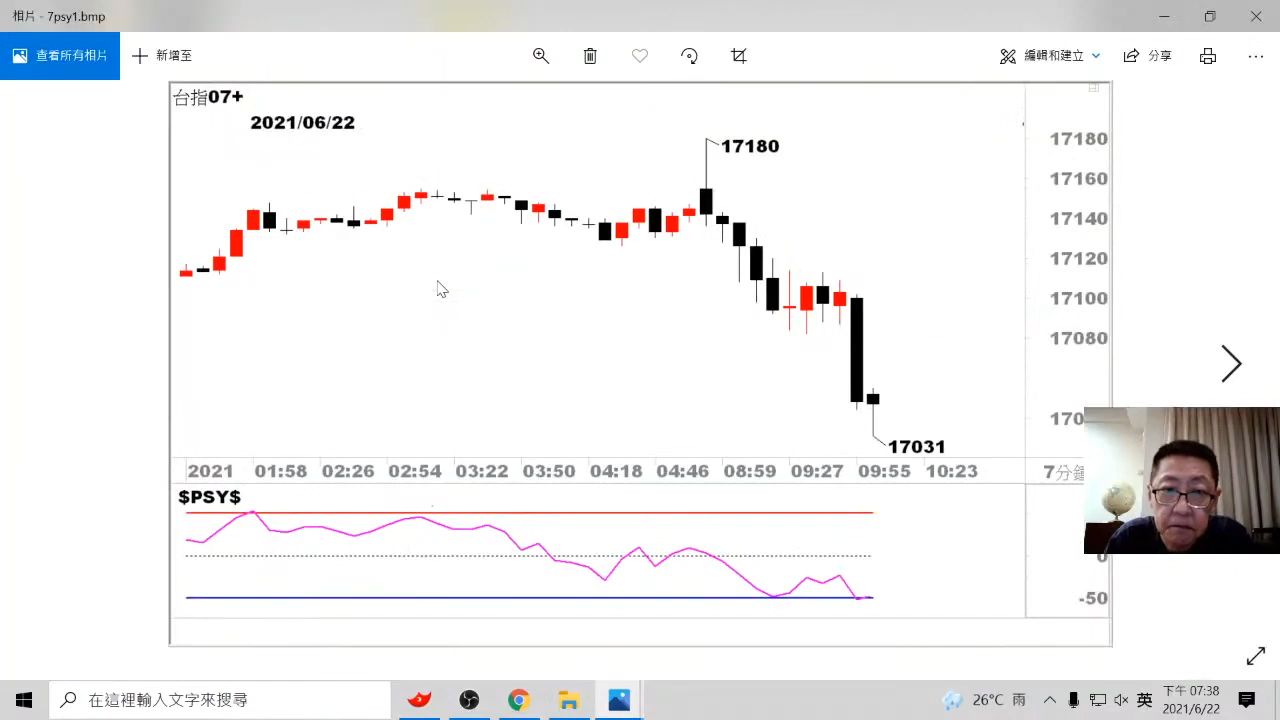 相片 - 7psy1.bmp
查看所有相片
新增至
編輯和建立
分享
台指07+
2021/06/22
17180
17180
17160
17140
17120
17100
17080
17031
2021 01:58 02:26 02:54 03:22 03:50 04:18 04:46 08:59 09:27 09:55 10:23 7分
$PSY$
0
-50
在這裡輸入文字來搜尋
26°C 雨
英
下午 07:38
2021/6/22